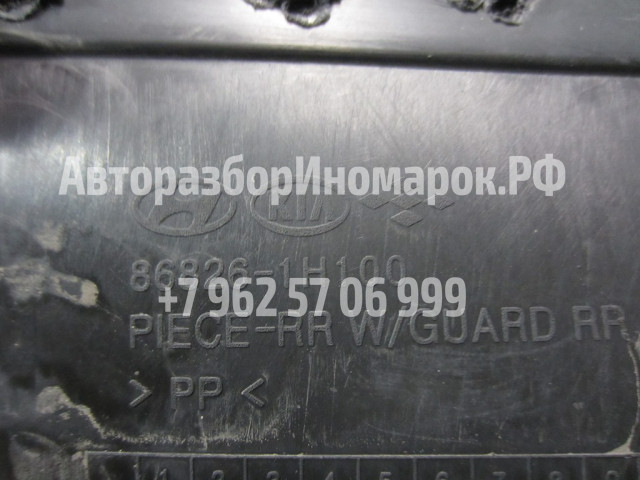 АвторазборИномарок.РФ
KIA
86826-1H100
+7 962 57 06 999
PIECE-RR W/GUARD RR
> PP <
1 2 3 4 5 6 7 8 9